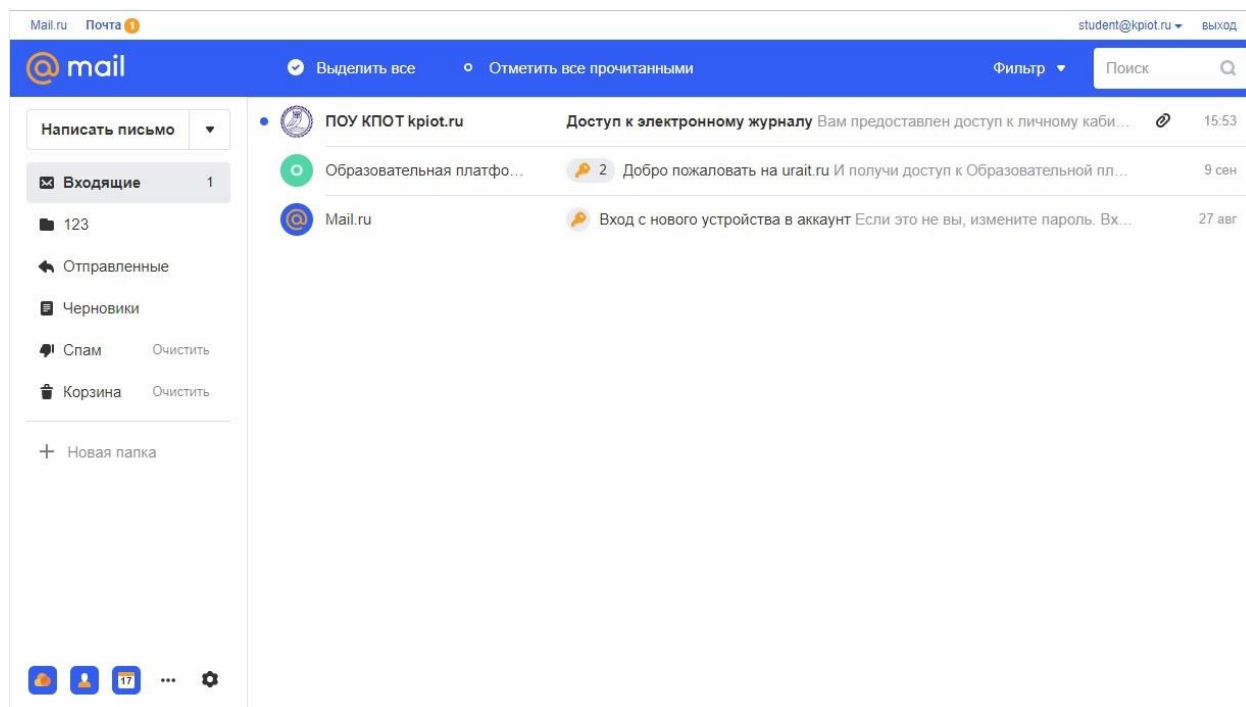 Mail.ru Почта 1 student@kpiot.ru выход
@mail Выделить все Отметить все прочитанными Фильтр Поиск
Написать письмо
ПОУ КПОТ kpiot.ru Доступ к электронному журналу Вам предоставлен доступ к личному каби... 15:53
Входящие 1
О Образовательная платфо... 2 Добро пожаловать на urait.ru И получи доступ к Образовательной пл... 9 сен
123
@ Mail.ru Вход с нового устройства в аккаунт Если это не вы, измените пароль. Вх... 27 авг
Отправленные
Черновики
Спам Очистить
Корзина Очистить
+ Новая папка
17